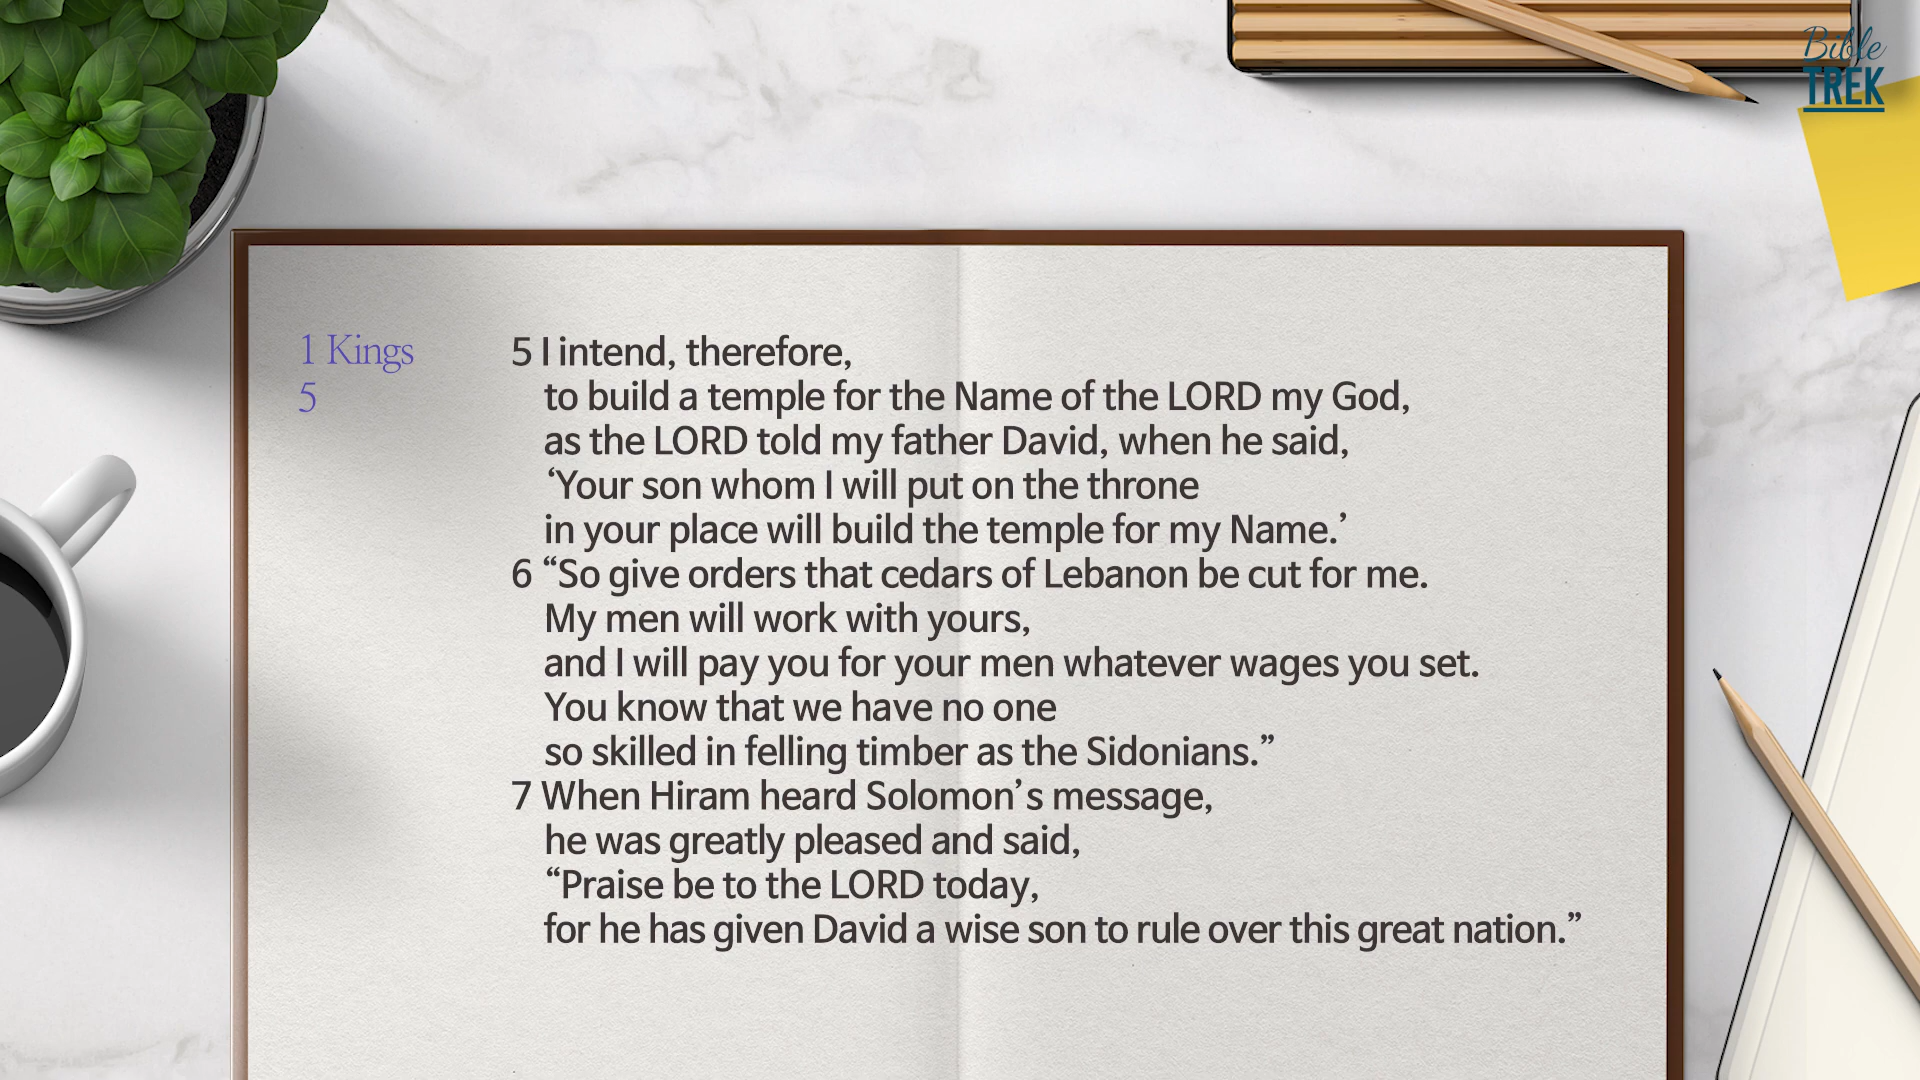 Bible
TREK
1 Kings
5
5 I intend, therefore,
to build a temple for the Name of the LORD my God,
as the LORD told my father David, when he said,
‘Your son whom I will put on the throne
in your place will build the temple for my Name.’
6 “So give orders that cedars of Lebanon be cut for me.
My men will work with yours,
and I will pay you for your men whatever wages you set.
You know that we have no one
so skilled in felling timber as the Sidonians.”
7 When Hiram heard Solomon’s message,
he was greatly pleased and said,
“Praise be to the LORD today,
for he has given David a wise son to rule over this great nation.”